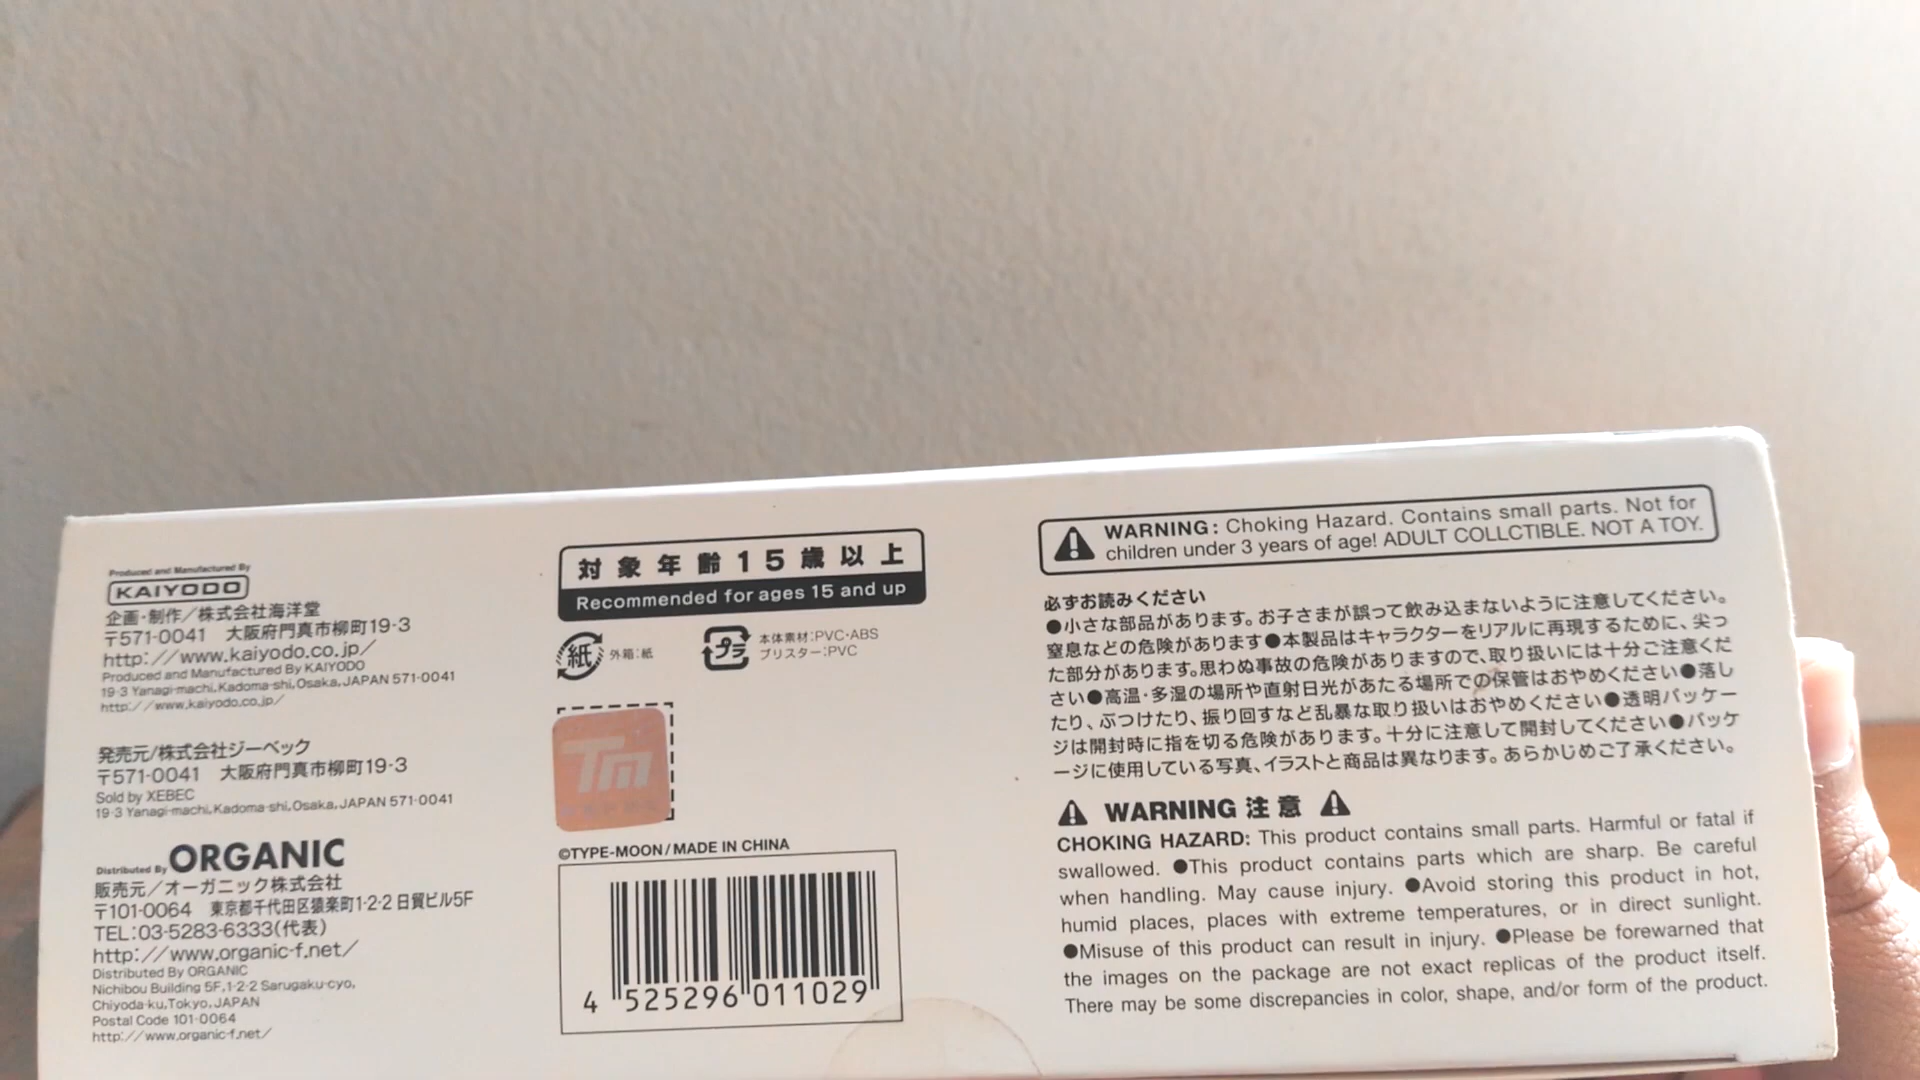 Produced and Manufactured By
KAIYODO
企画・制作／株式会社海洋堂
〒571-0041　大阪府門真市柳町19-3
http://www.kaiyodo.co.jp/
Produced and Manufactured By KAIYODO
19-3 Yanagi-machi,Kadoma-shi,Osaka,JAPAN 571-0041
http://www.kaiyodo.co.jp/
発売元/株式会社ジーベック
〒571-0041　大阪府門真市柳町19-3
Sold by XEBEC
19-3 Yanagi-machi,Kadoma-shi,Osaka,JAPAN 571-0041
Distributed By ORGANIC
販売元／オーガニック株式会社
〒101-0064　東京都千代田区猿楽町1-2-2 日貿ビル5F
TEL:03-5283-6333(代表)
http://www.organic-f.net/
Distributed By ORGANIC
Nichibou Building 5F,1-2-2 Sarugaku-cyo,
Chiyoda-ku,Tokyo,JAPAN
Postal Code 101-0064
http://www.organic-f.net/
対象年齢15歳以上
Recommended for ages 15 and up
紙 外箱:紙
プラ 本体素材:PVC・ABS
ブリスター:PVC
Tm
©TYPE-MOON/MADE IN CHINA
4 525296 011029
WARNING: Choking Hazard. Contains small parts. Not for
children under 3 years of age! ADULT COLLCTIBLE. NOT A TOY.
必ずお読みください
●小さな部品があります。お子さまが誤って飲み込まないように注意してください。
窒息などの危険があります●本製品はキャラクターをリアルに再現するために、尖っ
た部分があります。思わぬ事故の危険がありますので、取り扱いには十分ご注意くだ
さい●高温・多湿の場所や直射日光があたる場所での保管はおやめください●落し
たり、ぶつけたり、振り回すなど乱暴な取り扱いはおやめください●透明パッケー
ジは開封時に指を切る危険があります。十分に注意して開封してください●パッケ
ージに使用している写真、イラストと商品は異なります。あらかじめご了承ください。
WARNING 注意
CHOKING HAZARD: This product contains small parts. Harmful or fatal if
swallowed. ●This product contains parts which are sharp. Be careful
when handling. May cause injury. ●Avoid storing this product in hot,
humid places, places with extreme temperatures, or in direct sunlight.
●Misuse of this product can result in injury. ●Please be forewarned that
the images on the package are not exact replicas of the product itself.
There may be some discrepancies in color, shape, and/or form of the product.